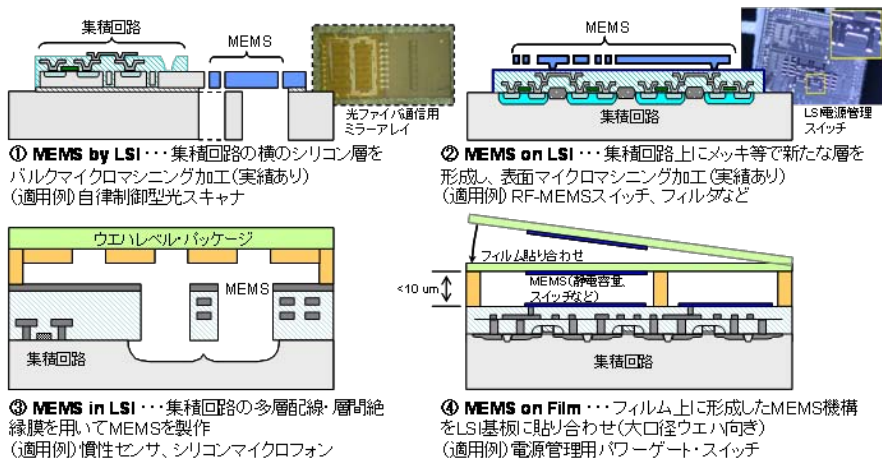 集積回路
MEMS
光ファイバ通信用
ミラーアレイ
① MEMS by LSI・・・集積回路の横のシリコン層を
バルクマイクロマシニング加工(実績あり)
(適用例)自律制御型光スキャナ
MEMS
集積回路
LSI電源管理
スイッチ
② MEMS on LSI・・・集積回路上にメッキ等で新たな層を
形成し、表面マイクロマシニング加工(実績あり)
(適用例)RF-MEMSスイッチ、フィルタなど
ウエハレベル・パッケージ
MEMS
集積回路
③ MEMS in LSI・・・集積回路の多層配線・層間絶
縁膜を用いてMEMSを製作
(適用例)慣性センサ、シリコンマイクロフォン
フィルム貼り合わせ
<10 um
MEMS(静電容量、
スイッチなど)
集積回路
④ MEMS on Film・・・フィルム上に形成したMEMS機構
をLSI基板に貼り合わせ(大口径ウエハ向き)
(適用例)電源管理用パワーゲート・スイッチ